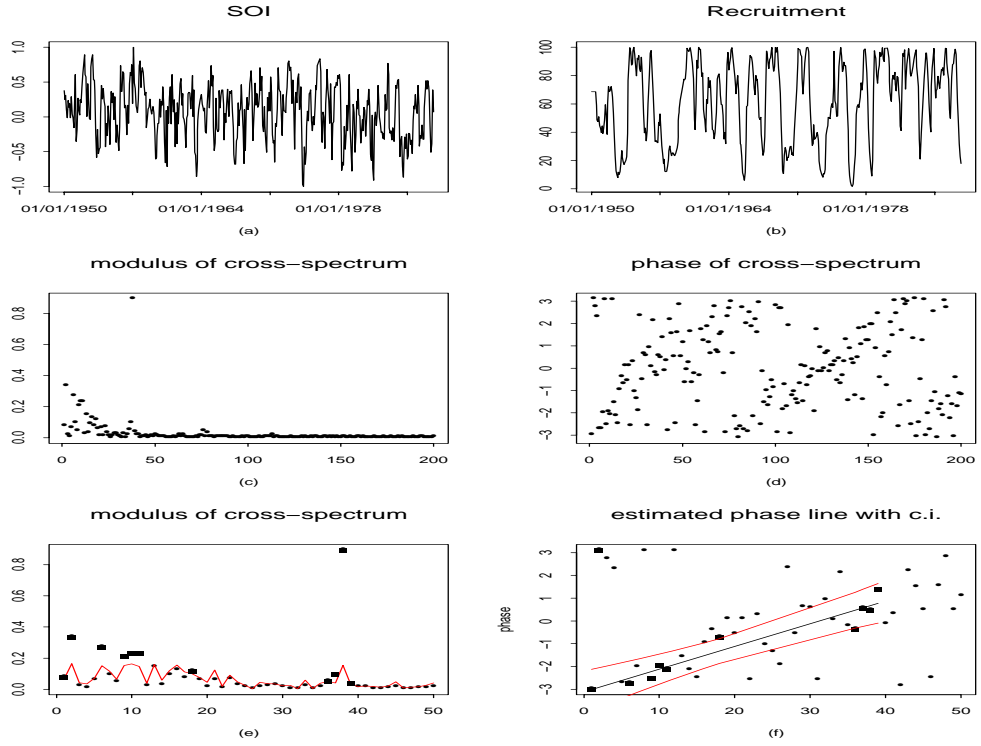 SOI
1.0
0.5
0.0
−0.5
−1.0
01/01/1950 01/01/1964 01/01/1978
(a)
Recruitment
100
80
60
40
20
0
01/01/1950 01/01/1964 01/01/1978
(b)
modulus of cross−spectrum
0.8
0.6
0.4
0.2
0.0
0 50 100 150 200
(c)
phase of cross−spectrum
3
2
1
0
−1
−2
−3
0 50 100 150 200
(d)
modulus of cross−spectrum
0.8
0.6
0.4
0.2
0.0
0 10 20 30 40 50
(e)
estimated phase line with c.i.
phase
3
2
1
0
−1
−2
−3
0 10 20 30 40 50
(f)